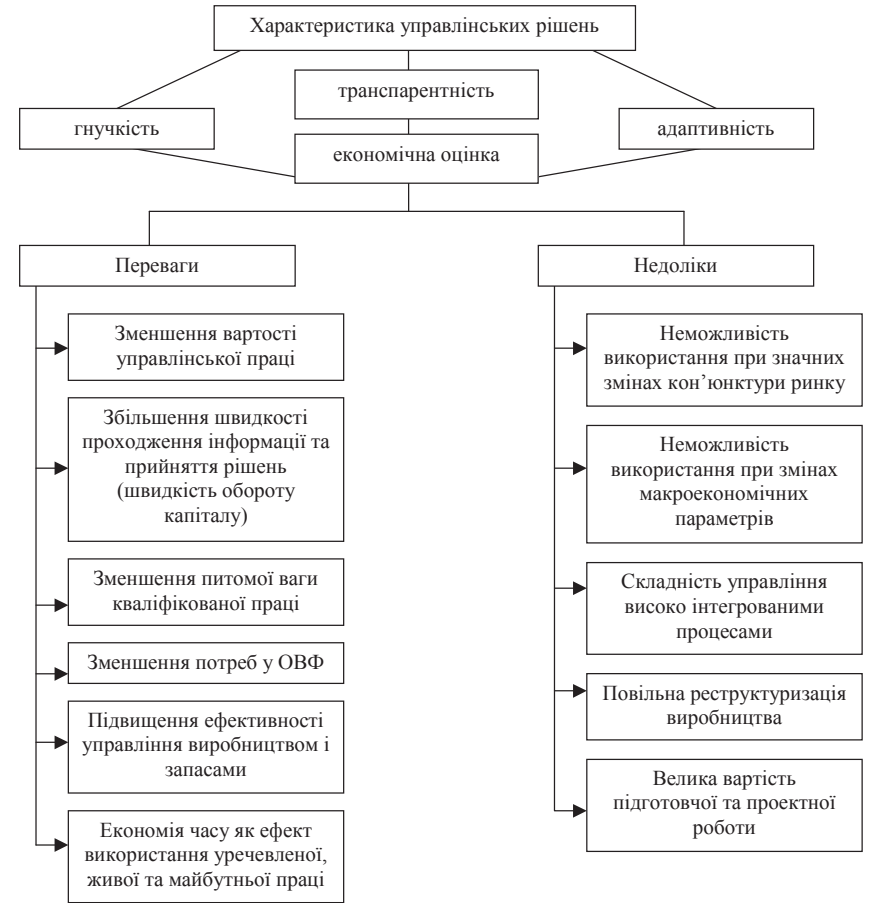 Характеристика управлінських рішень
транспарентність
гнучкість
адаптивність
економічна оцінка
Переваги
Недоліки
Зменшення вартості
управлінської праці
Збільшення швидкості
проходження інформації та
прийняття рішень
(швидкість обороту
капіталу)
Зменшення питомої ваги
кваліфікованої праці
Зменшення потреб у ОВФ
Підвищення ефективності
управління виробництвом і
запасами
Економія часу як ефект
використання уречевленої,
живої та майбутньої праці
Неможливість
використання при значних
змінах кон’юнктури ринку
Неможливість
використання при змінах
макроекономічних
параметрів
Складність управління
високо інтегрованими
процесами
Повільна реструктуризація
виробництва
Велика вартість
підготовчої та проектної
роботи